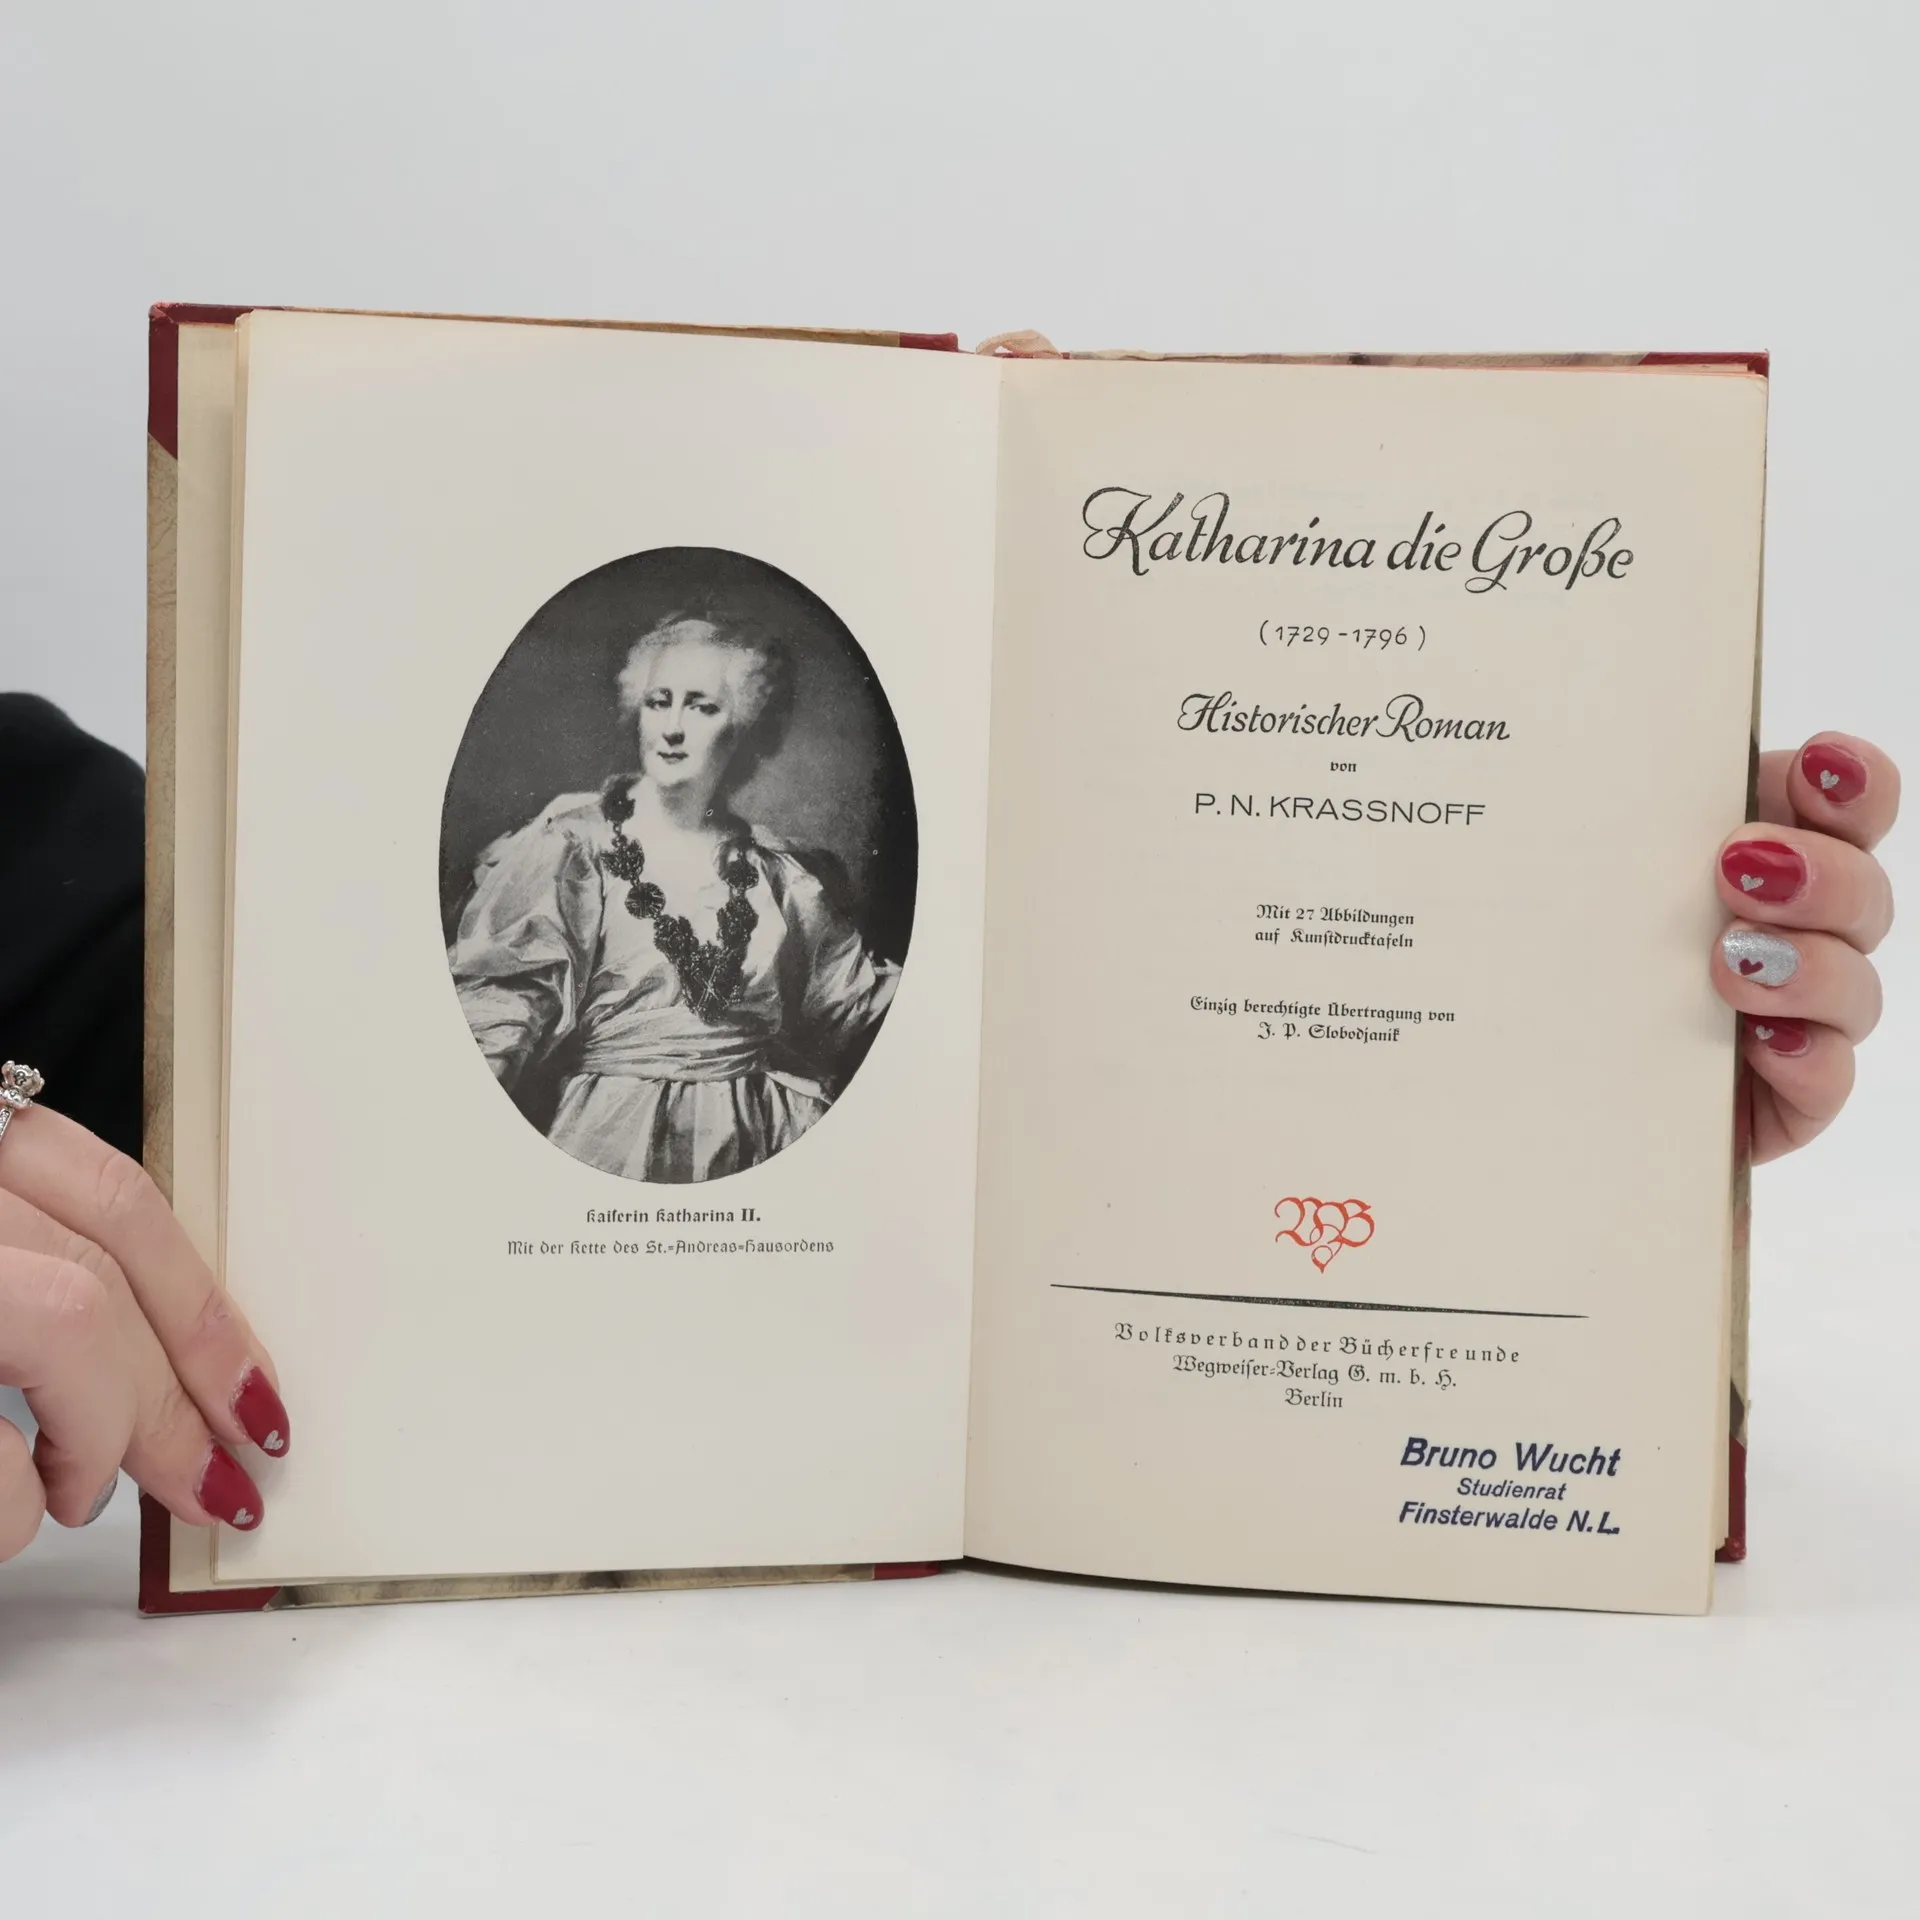 Kaiserin Katharina II.
Mit der Kette des St.=Andreas=Hausordens
Katharina die Große
(1729-1796)
Historischer Roman
von
P. N. KRASSNOFF
Mit 27 Abbildungen
auf Kunstdrucktafeln
Einzig berechtigte Übertragung von
J. P. Slobodjanik
VB
Volksverband der Bücherfreunde
Wegweiser=Verlag G. m. b. H.
Berlin
Bruno Wucht
Studienrat
Finsterwalde N.L.